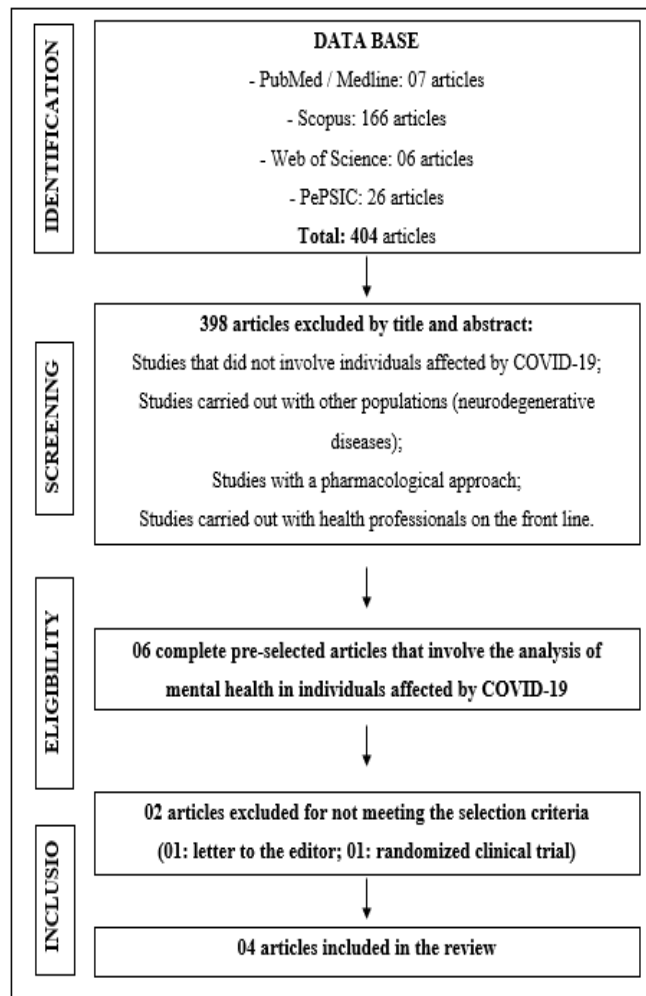 IDENTIFICATION
DATA BASE
- PubMed / Medline: 07 articles
- Scopus: 166 articles
- Web of Science: 06 articles
- PePSIC: 26 articles
Total: 404 articles
SCREENING
398 articles excluded by title and abstract:
Studies that did not involve individuals affected by COVID-19;
Studies carried out with other populations (neurodegenerative
diseases);
Studies with a pharmacological approach;
Studies carried out with health professionals on the front line.
ELIGIBILITY
06 complete pre-selected articles that involve the analysis of
mental health in individuals affected by COVID-19
INCLUSIO
02 articles excluded for not meeting the selection criteria
(01: letter to the editor; 01: randomized clinical trial)
04 articles included in the review